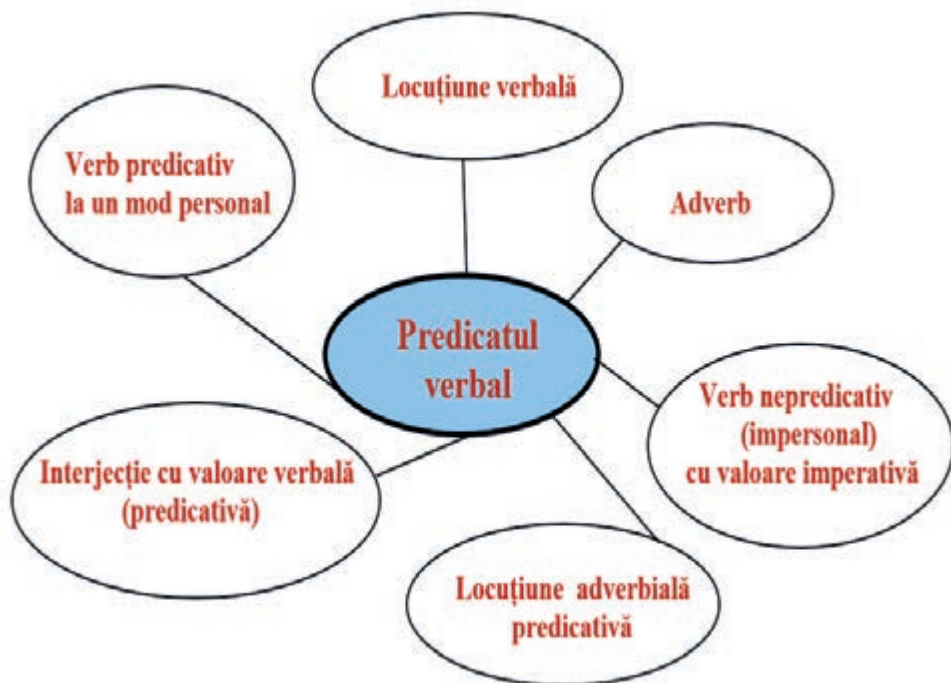 Locuțiune verbală
Verb predicativ
la un mod personal
Adverb
Predicatul
verbal
Verb nepredicativ
(impersonal)
cu valoare imperativă
Interjecție cu valoare verbală
(predicativă)
Locuțiune adverbială
predicativă